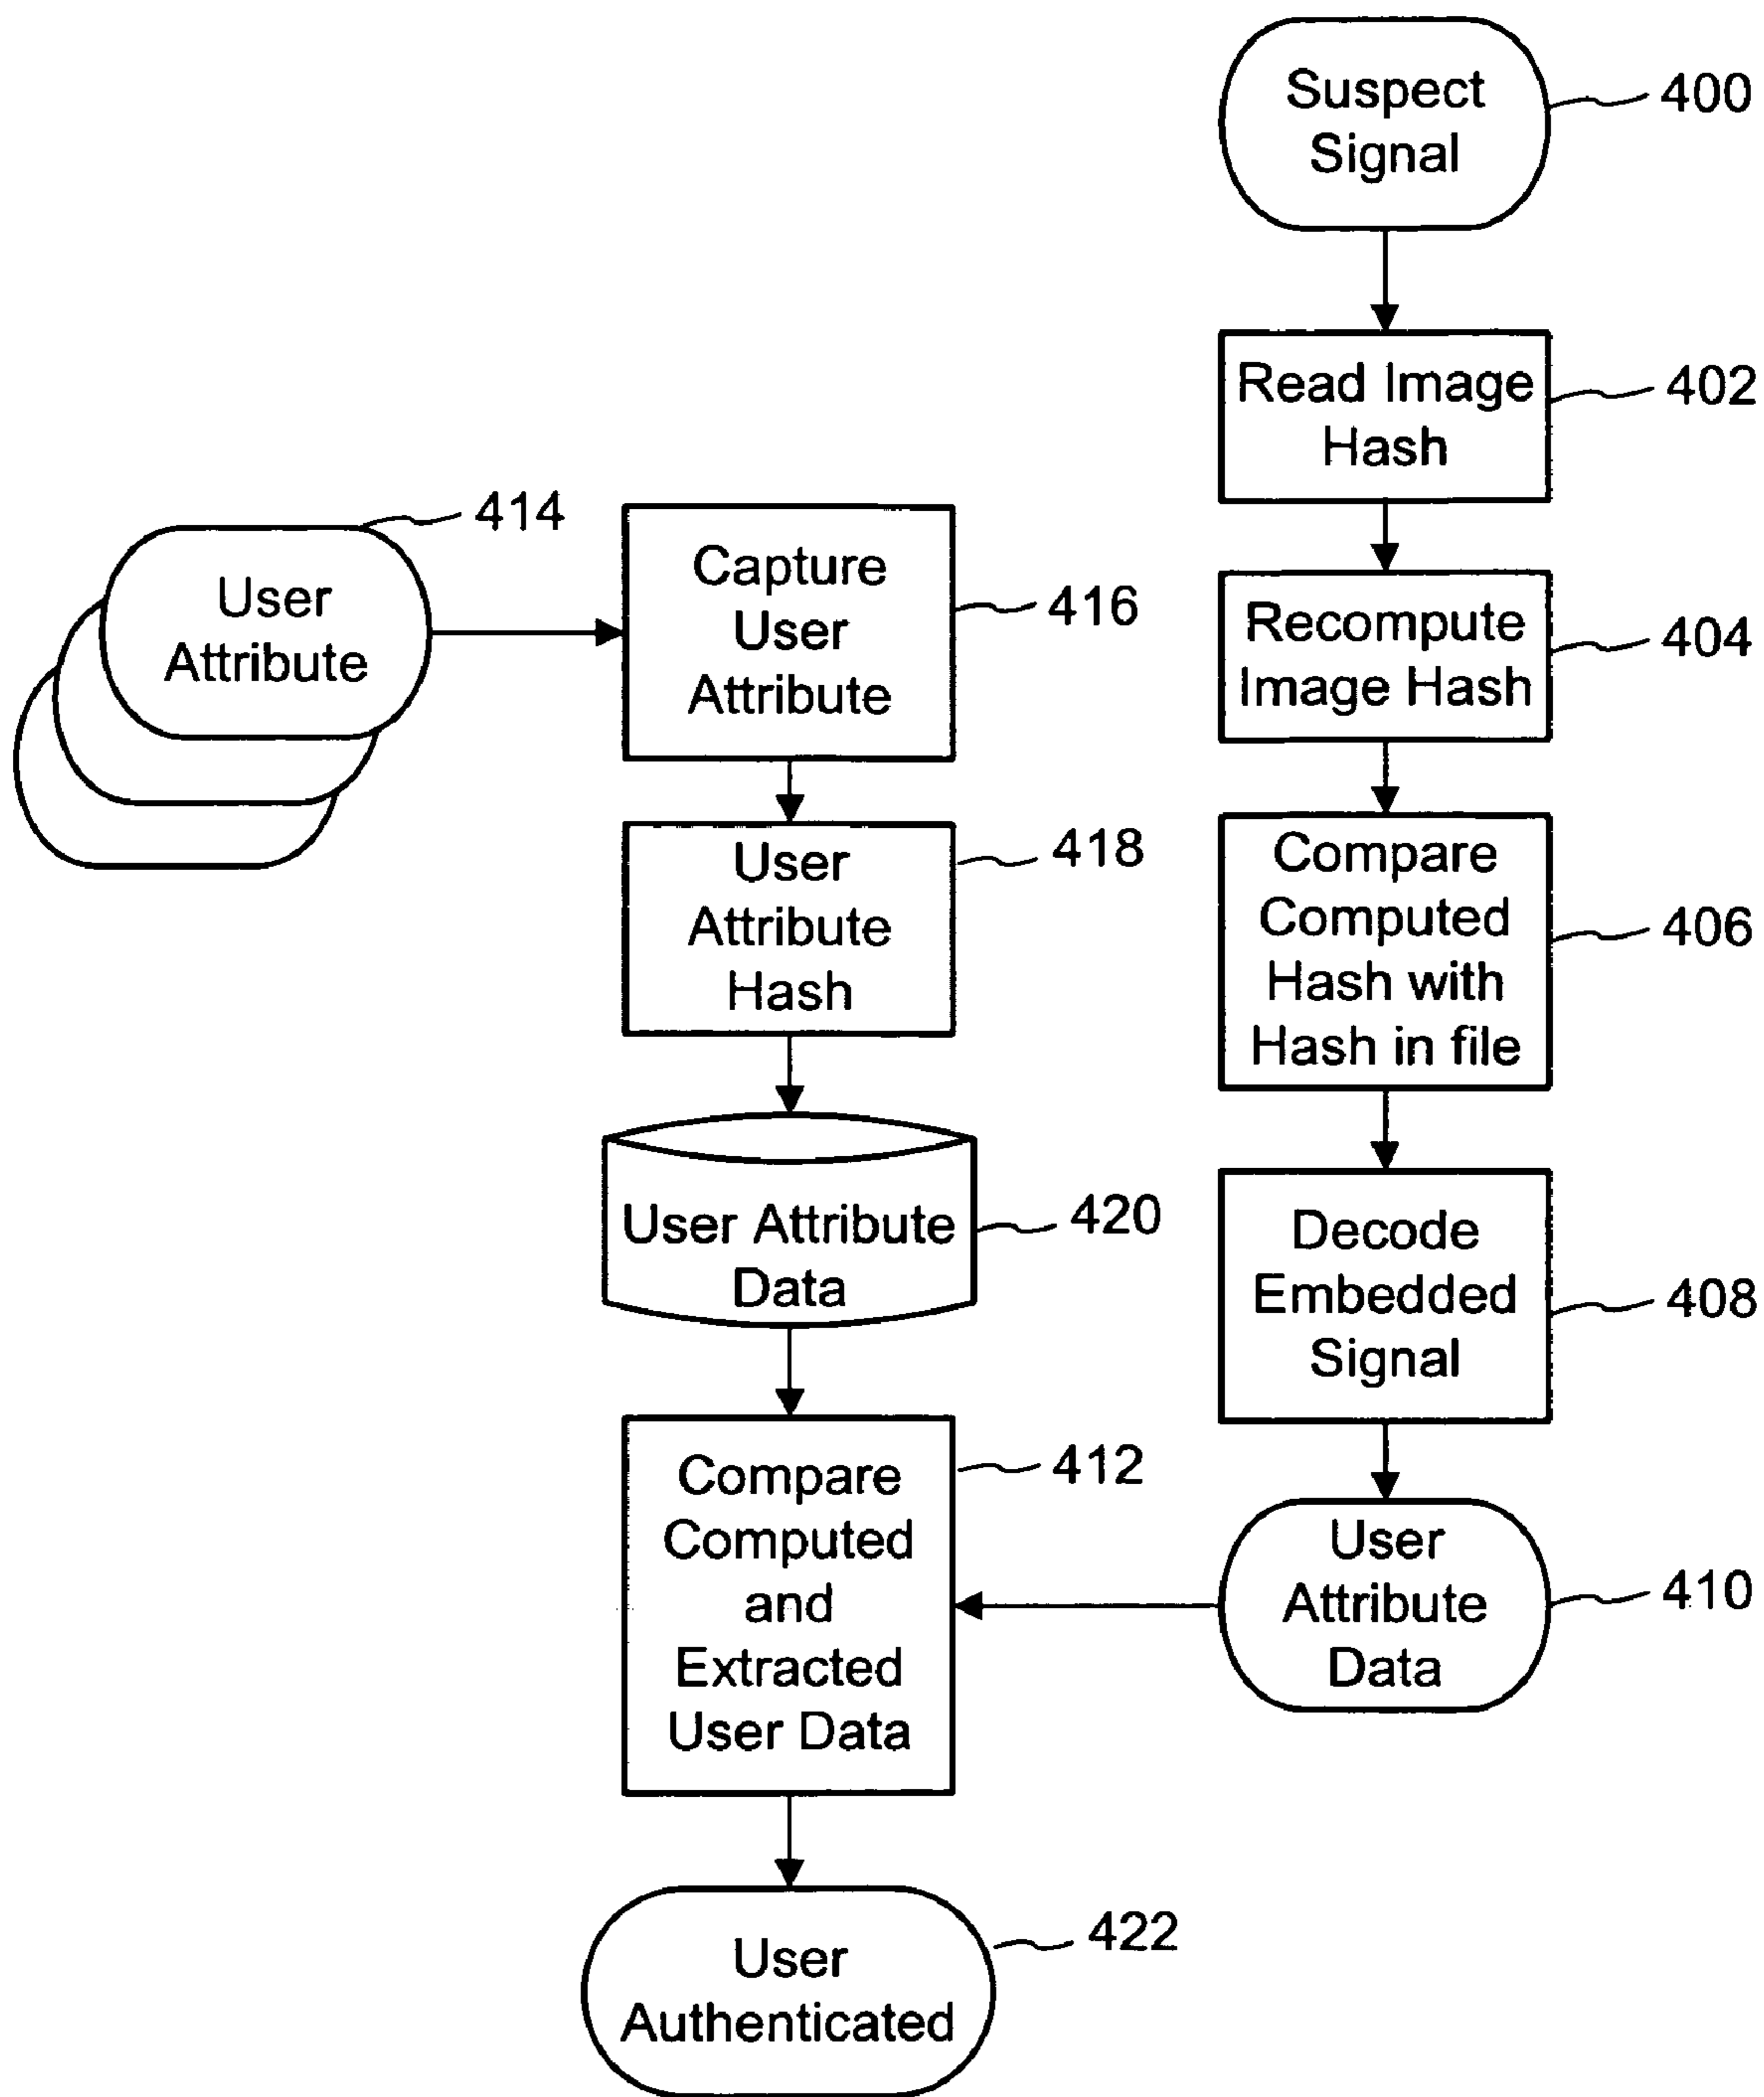 Suspect
Signal
400
Read Image
Hash
402
414
User
Attribute
Capture
User
Attribute
416
Recompute
Image Hash
404
User
Attribute
Hash
418
Compare
Computed
Hash with
Hash in file
406
User Attribute
Data
420
Decode
Embedded
Signal
408
Compare
Computed
and
Extracted
User Data
412
User
Attribute
Data
410
User
Authenticated
422